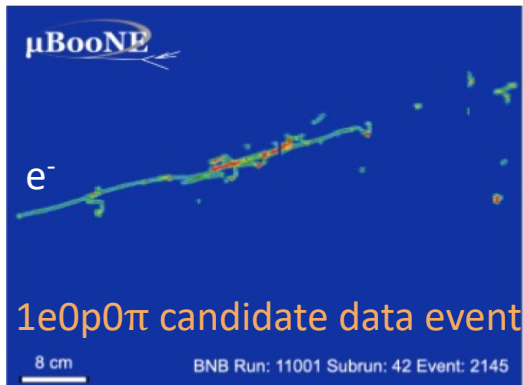 μBooNE
e⁻
1e0p0π candidate data event
8 cm
BNB Run: 11001 Subrun: 42 Event: 2145